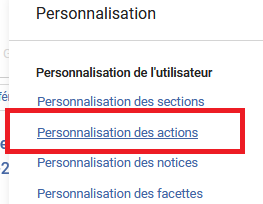 Personnalisation
Personnalisation de l'utilisateur
Personnalisation des sections
Personnalisation des actions
Personnalisation des notices
Personnalisation des facettes